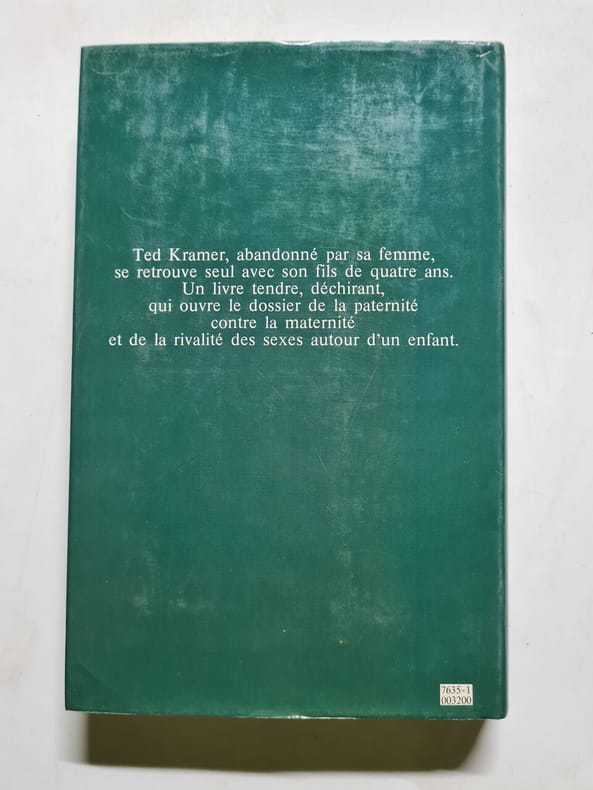 Ted Kramer, abandonné par sa femme,
se retrouve seul avec son fils de quatre ans.
Un livre tendre, déchirant,
qui ouvre le dossier de la paternité
contre la maternité
et de la rivalité des sexes autour d'un enfant.
7635-1
003200